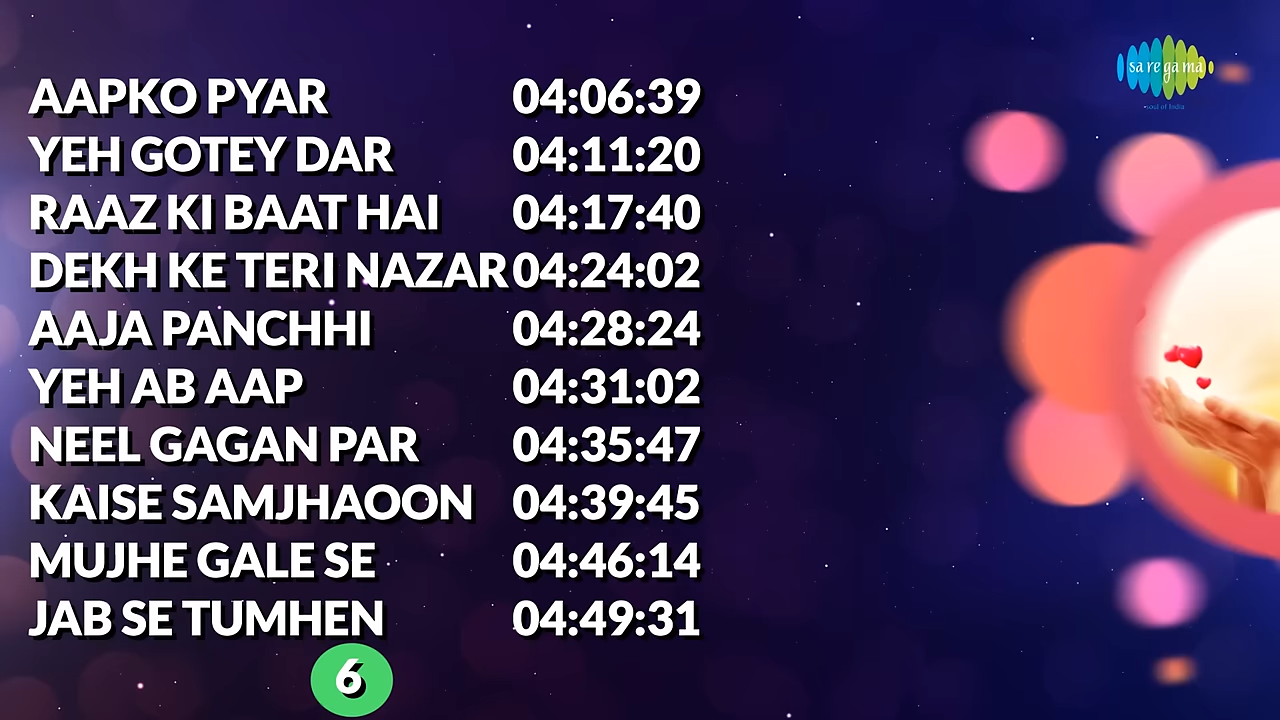 sa re ga ma
soul of India
AAPKO PYAR 04:06:39
YEH GOTEY DAR 04:11:20
RAAZ KI BAAT HAI 04:17:40
DEKH KE TERI NAZAR 04:24:02
AAJA PANCHHI 04:28:24
YEH AB AAP 04:31:02
NEEL GAGAN PAR 04:35:47
KAISE SAMJHAOON 04:39:45
MUJHE GALE SE 04:46:14
JAB SE TUMHEN 04:49:31
6